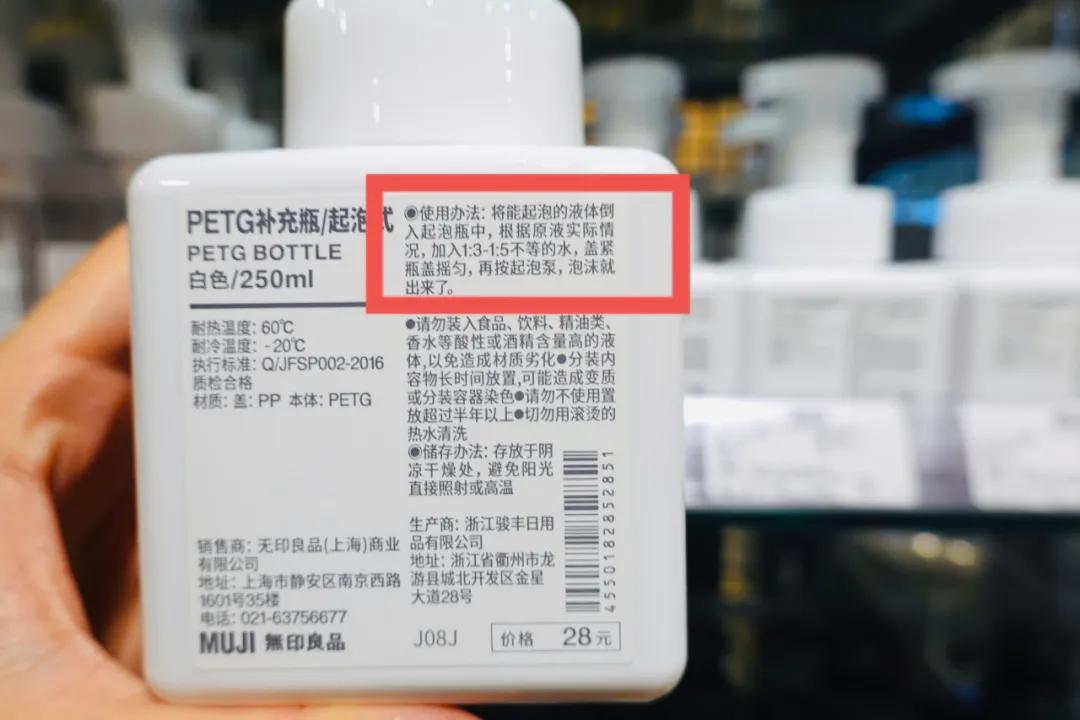 PETG补充瓶/起泡式
PETG BOTTLE
白色/250ml
耐热温度: 60℃
耐冷温度: -20℃
执行标准: Q/JFSP002-2016
质检合格
材质: 盖: PP 本体: PETG
销售商: 无印良品(上海)商业
有限公司
地址: 上海市静安区南京西路
1601号35楼
电话: 021-63756677
MUJI 無印良品
◉使用办法: 将能起泡的液体倒
入起泡瓶中, 根据原液实际情
况, 加入1:3-1:5不等的水, 盖紧
瓶盖摇匀, 再按起泡泵, 泡沫就
出来了。
●请勿装入食品、饮料、精油类、
香水等酸性或酒精含量高的液
体,以免造成材质劣化●分装内
容物长时间放置,可能造成变质
或分装容器染色●请勿不使用置
放超过半年以上●切勿用滚烫的
热水清洗
◉储存办法: 存放于阴
凉干燥处, 避免阳光
直接照射或高温
生产商: 浙江骏丰日用
品有限公司
地址: 浙江省衢州市龙
游县城北开发区金星
大道28号
4550182852851
J08J
价格 28元